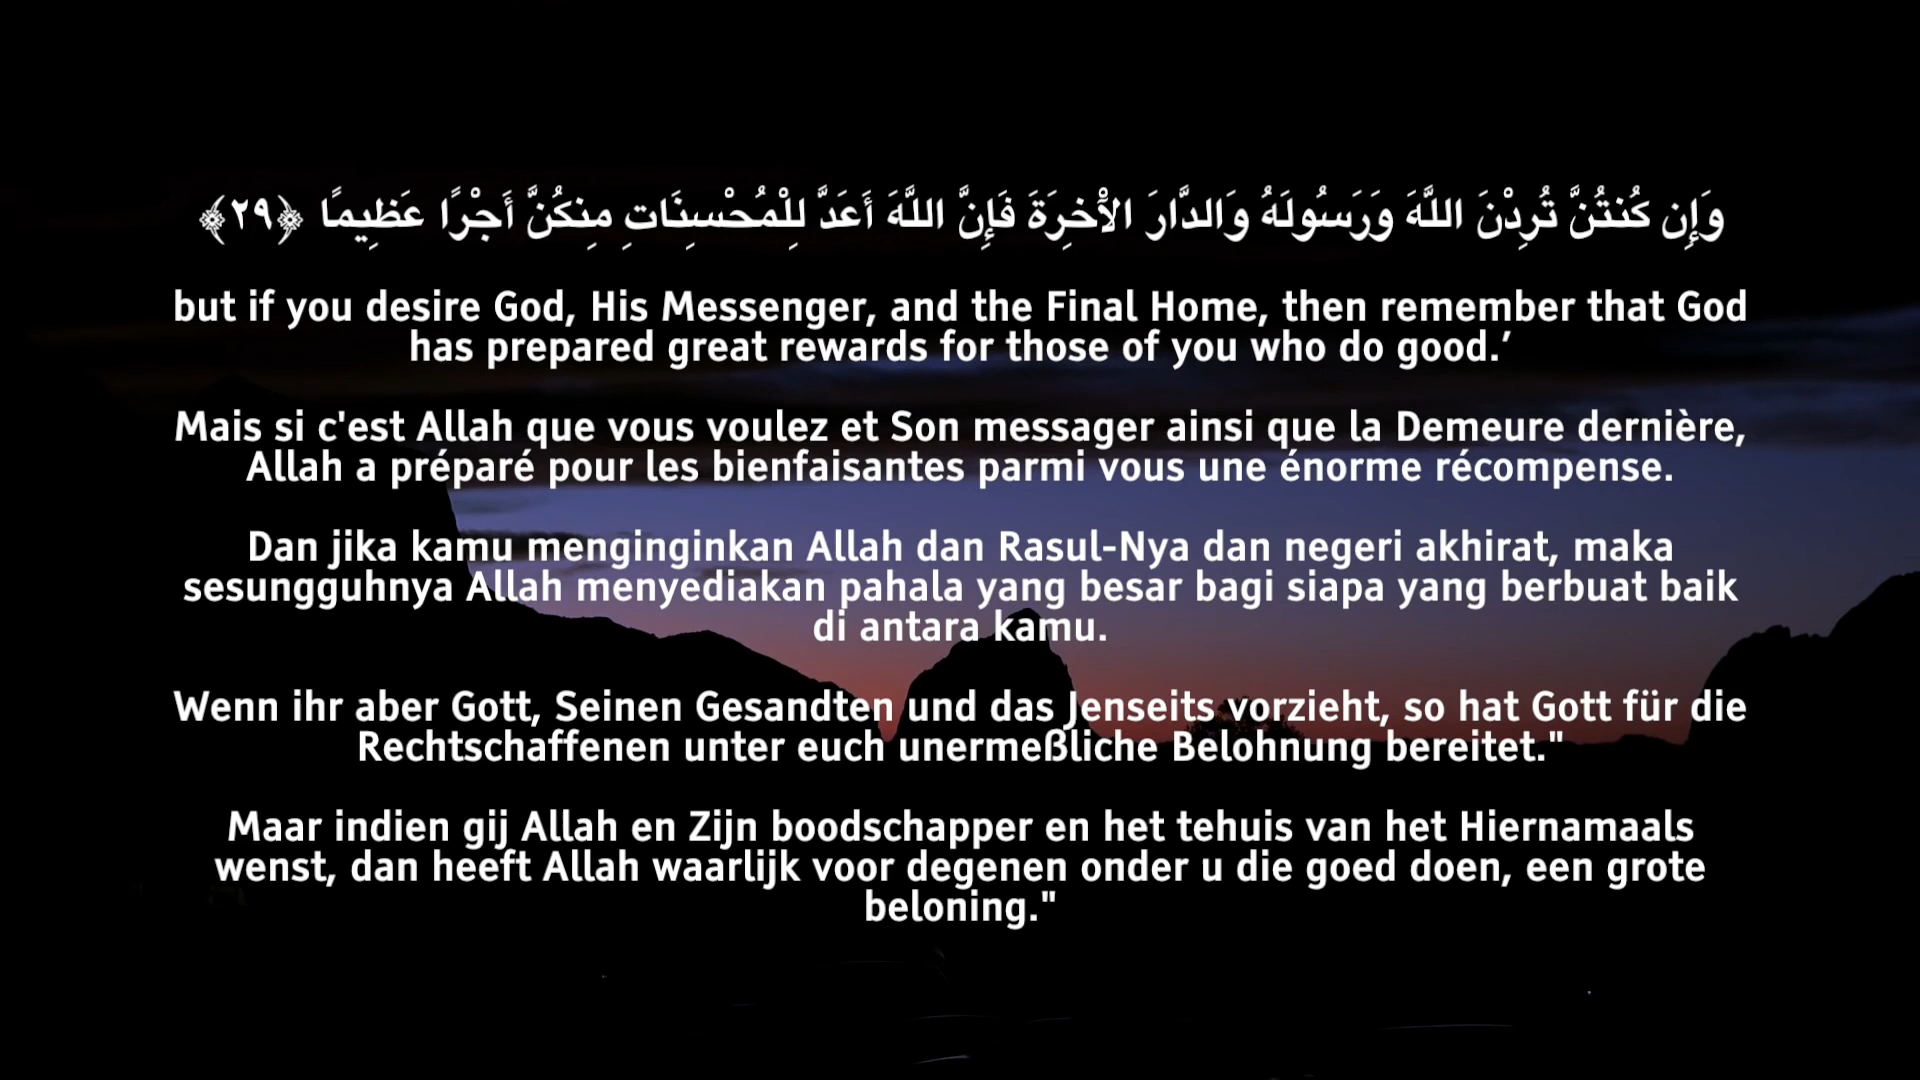 وَإِن كُنتُنَّ تُرِدْنَ اللَّهَ وَرَسُولَهُ وَالدَّارَ الْآخِرَةَ فَإِنَّ اللَّهَ أَعَدَّ لِلْمُحْسِنَاتِ مِنكُنَّ أَجْرًا عَظِيمًا ﴿٢٩﴾
but if you desire God, His Messenger, and the Final Home, then remember that God
has prepared great rewards for those of you who do good.’
Mais si c'est Allah que vous voulez et Son messager ainsi que la Demeure dernière,
Allah a préparé pour les bienfaisantes parmi vous une énorme récompense.
Dan jika kamu menginginkan Allah dan Rasul-Nya dan negeri akhirat, maka
sesungguhnya Allah menyediakan pahala yang besar bagi siapa yang berbuat baik
di antara kamu.
Wenn ihr aber Gott, Seinen Gesandten und das Jenseits vorzieht, so hat Gott für die
Rechtschaffenen unter euch unermeßliche Belohnung bereitet."
Maar indien gij Allah en Zijn boodschapper en het tehuis van het Hiernamaals
wenst, dan heeft Allah waarlijk voor degenen onder u die goed doen, een grote
beloning."